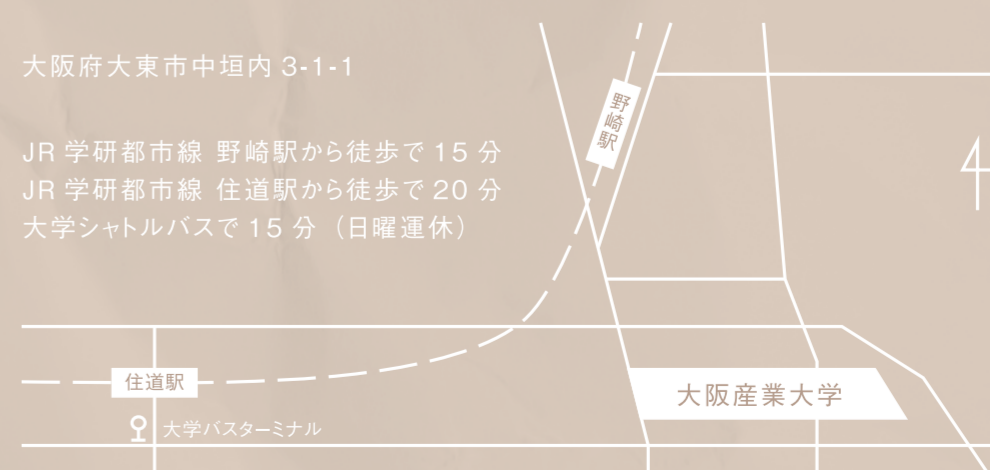 大阪府大東市中垣内 3-1-1
JR 学研都市線 野崎駅から徒歩で 15 分
JR 学研都市線 住道駅から徒歩で 20 分
大学シャトルバスで 15 分（日曜運休）
野崎駅
住道駅
大学バスターミナル
大阪産業大学